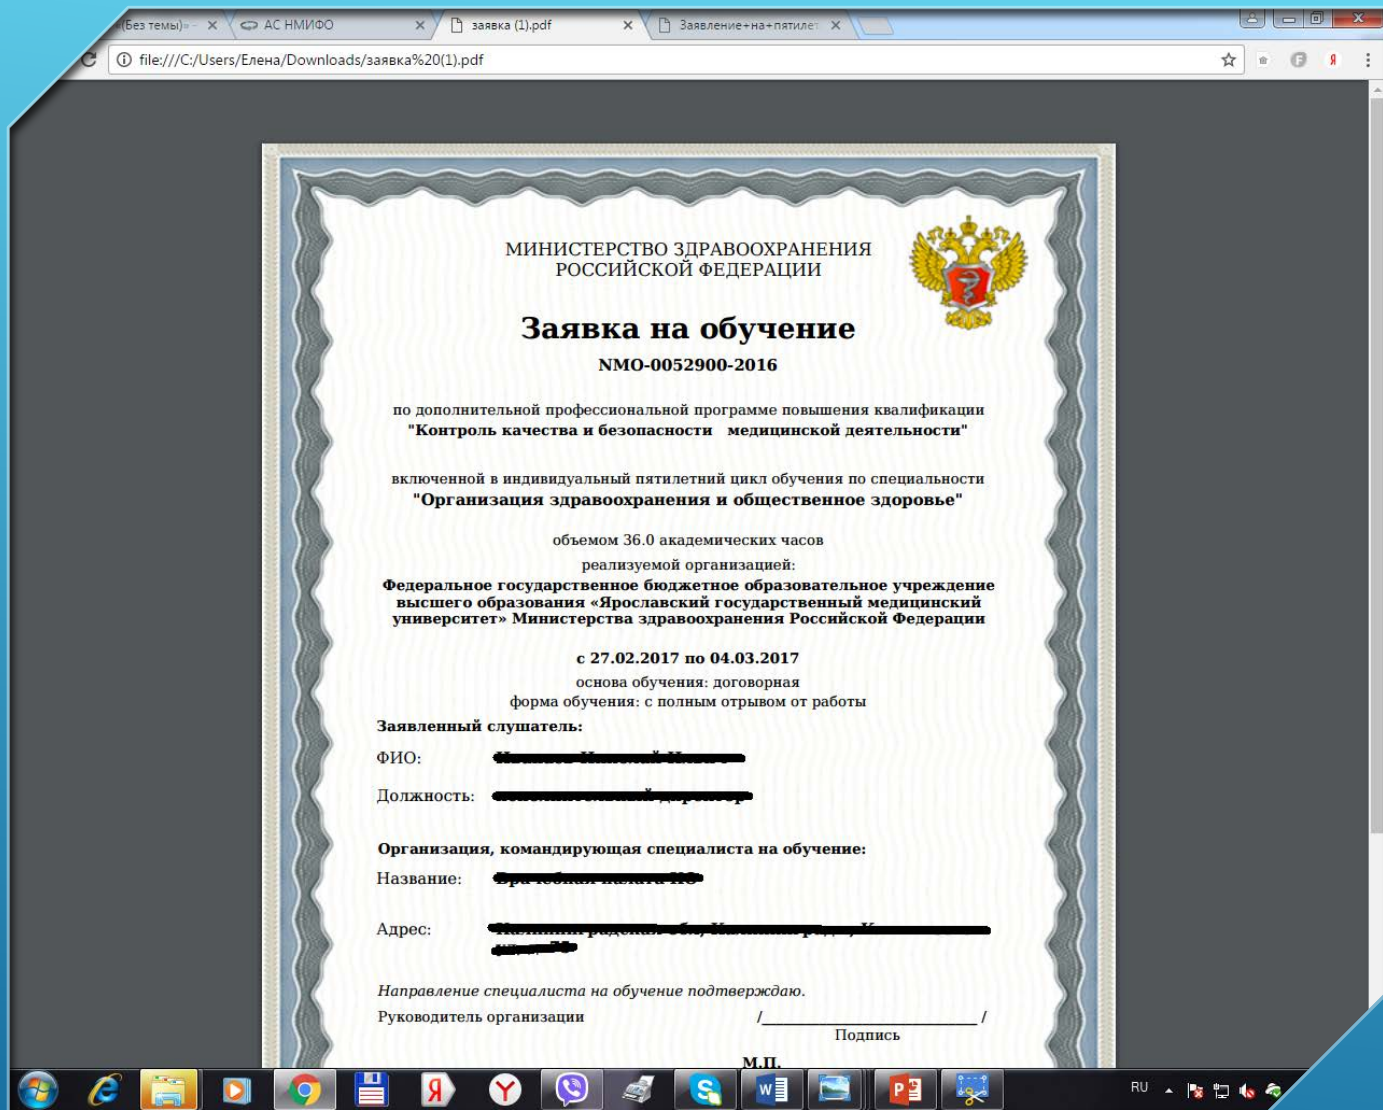 (Без темы)» -
АС НМИФО
заявка (1).pdf
Заявление+на+пятилет
file:///C:/Users/Елена/Downloads/заявка%20(1).pdf
МИНИСТЕРСТВО ЗДРАВООХРАНЕНИЯ
РОССИЙСКОЙ ФЕДЕРАЦИИ
Заявка на обучение
NMO-0052900-2016
по дополнительной профессиональной программе повышения квалификации
"Контроль качества и безопасности медицинской деятельности"
включенной в индивидуальный пятилетний цикл обучения по специальности
"Организация здравоохранения и общественное здоровье"
объемом 36.0 академических часов
реализуемой организацией:
Федеральное государственное бюджетное образовательное учреждение
высшего образования «Ярославский государственный медицинский
университет» Министерства здравоохранения Российской Федерации
с 27.02.2017 по 04.03.2017
основа обучения: договорная
форма обучения: с полным отрывом от работы
Заявленный слушатель:
ФИО:
Должность:
Организация, командирующая специалиста на обучение:
Название:
Адрес:
Направление специалиста на обучение подтверждаю.
Руководитель организации /__________________________ /
Подпись
М.П.
RU